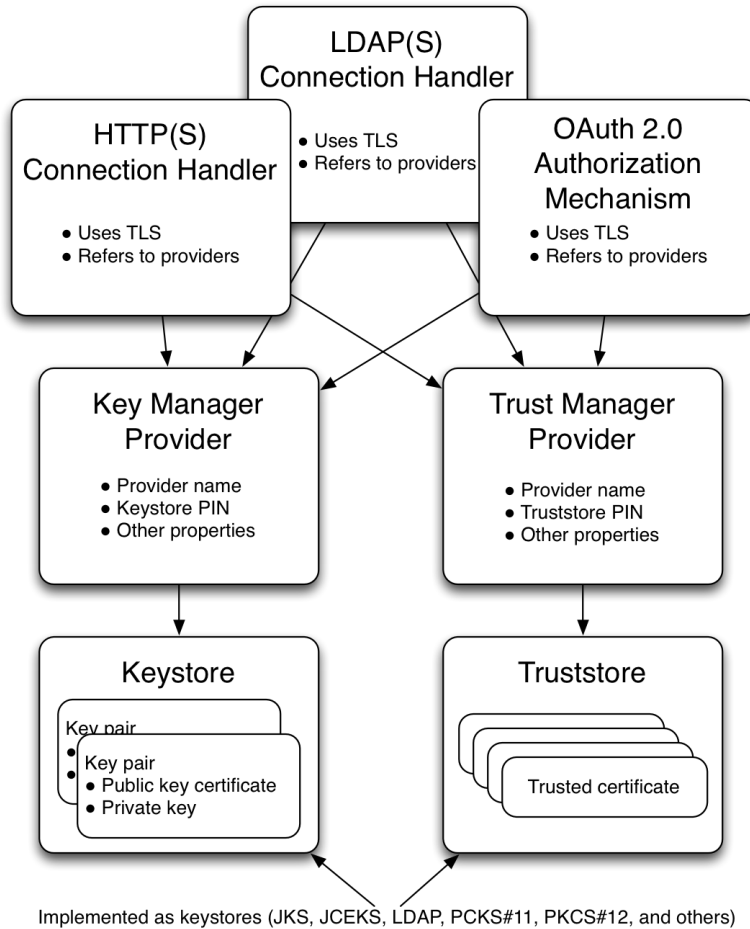 LDAP(S)
Connection Handler
● Uses TLS
● Refers to providers
HTTP(S)
Connection Handler
● Uses TLS
● Refers to providers
OAuth 2.0
Authorization
Mechanism
● Uses TLS
● Refers to providers
Key Manager
Provider
● Provider name
● Keystore PIN
● Other properties
Trust Manager
Provider
● Provider name
● Truststore PIN
● Other properties
Keystore
Key pair
Key pair
● Public key certificate
● Private key
Truststore
Trusted certificate
Implemented as keystores (JKS, JCEKS, LDAP, PCKS#11, PKCS#12, and others)